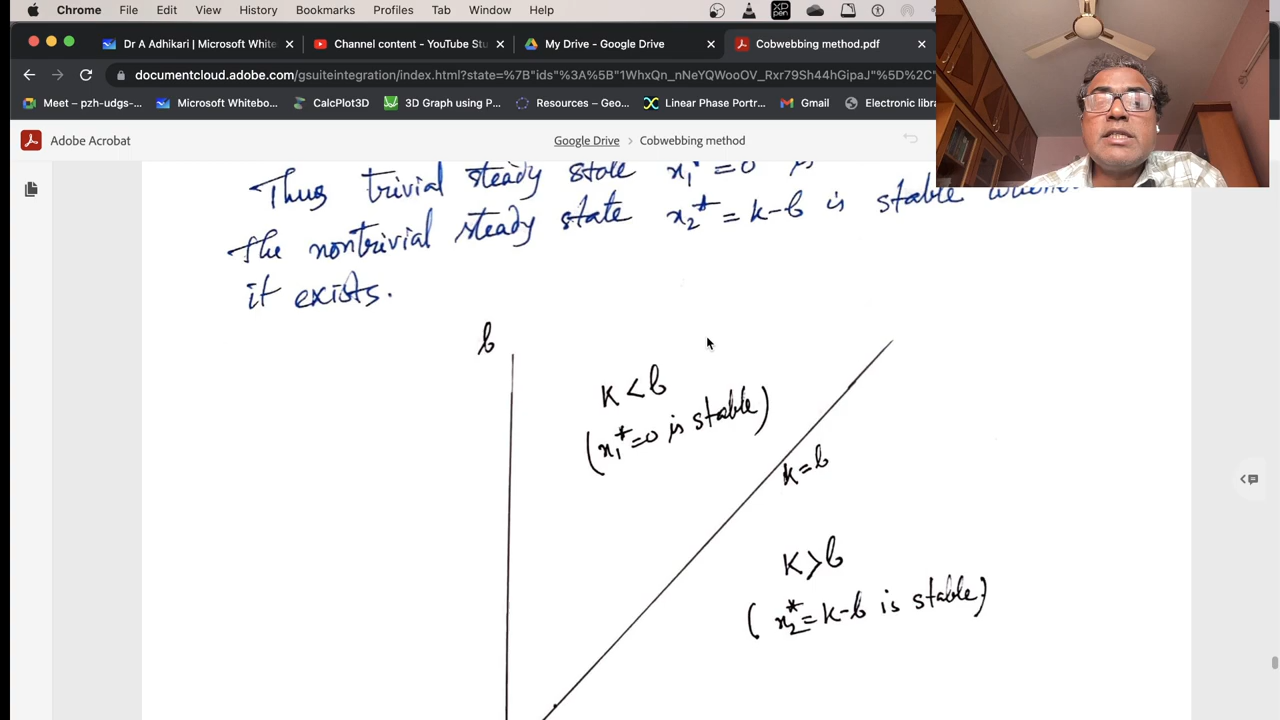 Chrome File Edit View History Bookmarks Profiles Tab Window Help
Dr A Adhikari | Microsoft White
Channel content - YouTube Stu
My Drive - Google Drive
Cobwebbing method.pdf
documentcloud.adobe.com/gsuiteintegration/index.html?state=%7B"ids"%3A%5B"1WhxQn_nNeYQWooOV_Rxr79Sh44hGipaJ"%5D%2C"
Meet – pzh-udgs-... Microsoft Whitebo... CalcPlot3D 3D Graph using P... Resources – Geo... Linear Phase Portr... Gmail Electronic libra
Adobe Acrobat
Google Drive > Cobwebbing method
Thus trivial steady state x₁*=0 is
The nontrivial steady state x₂* = k-b is stable
it exists.
b
K < b
(x₁*=0 is stable)
k=b
K>b
(x₂*=k-b is stable)